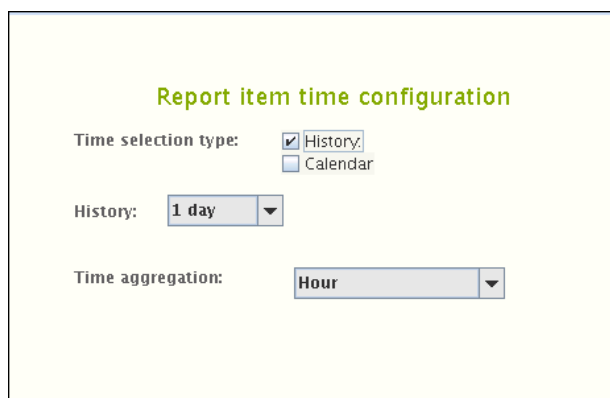 Report item time configuration
Time selection type:
History:
Calendar
History:
1 day
Time aggregation:
Hour